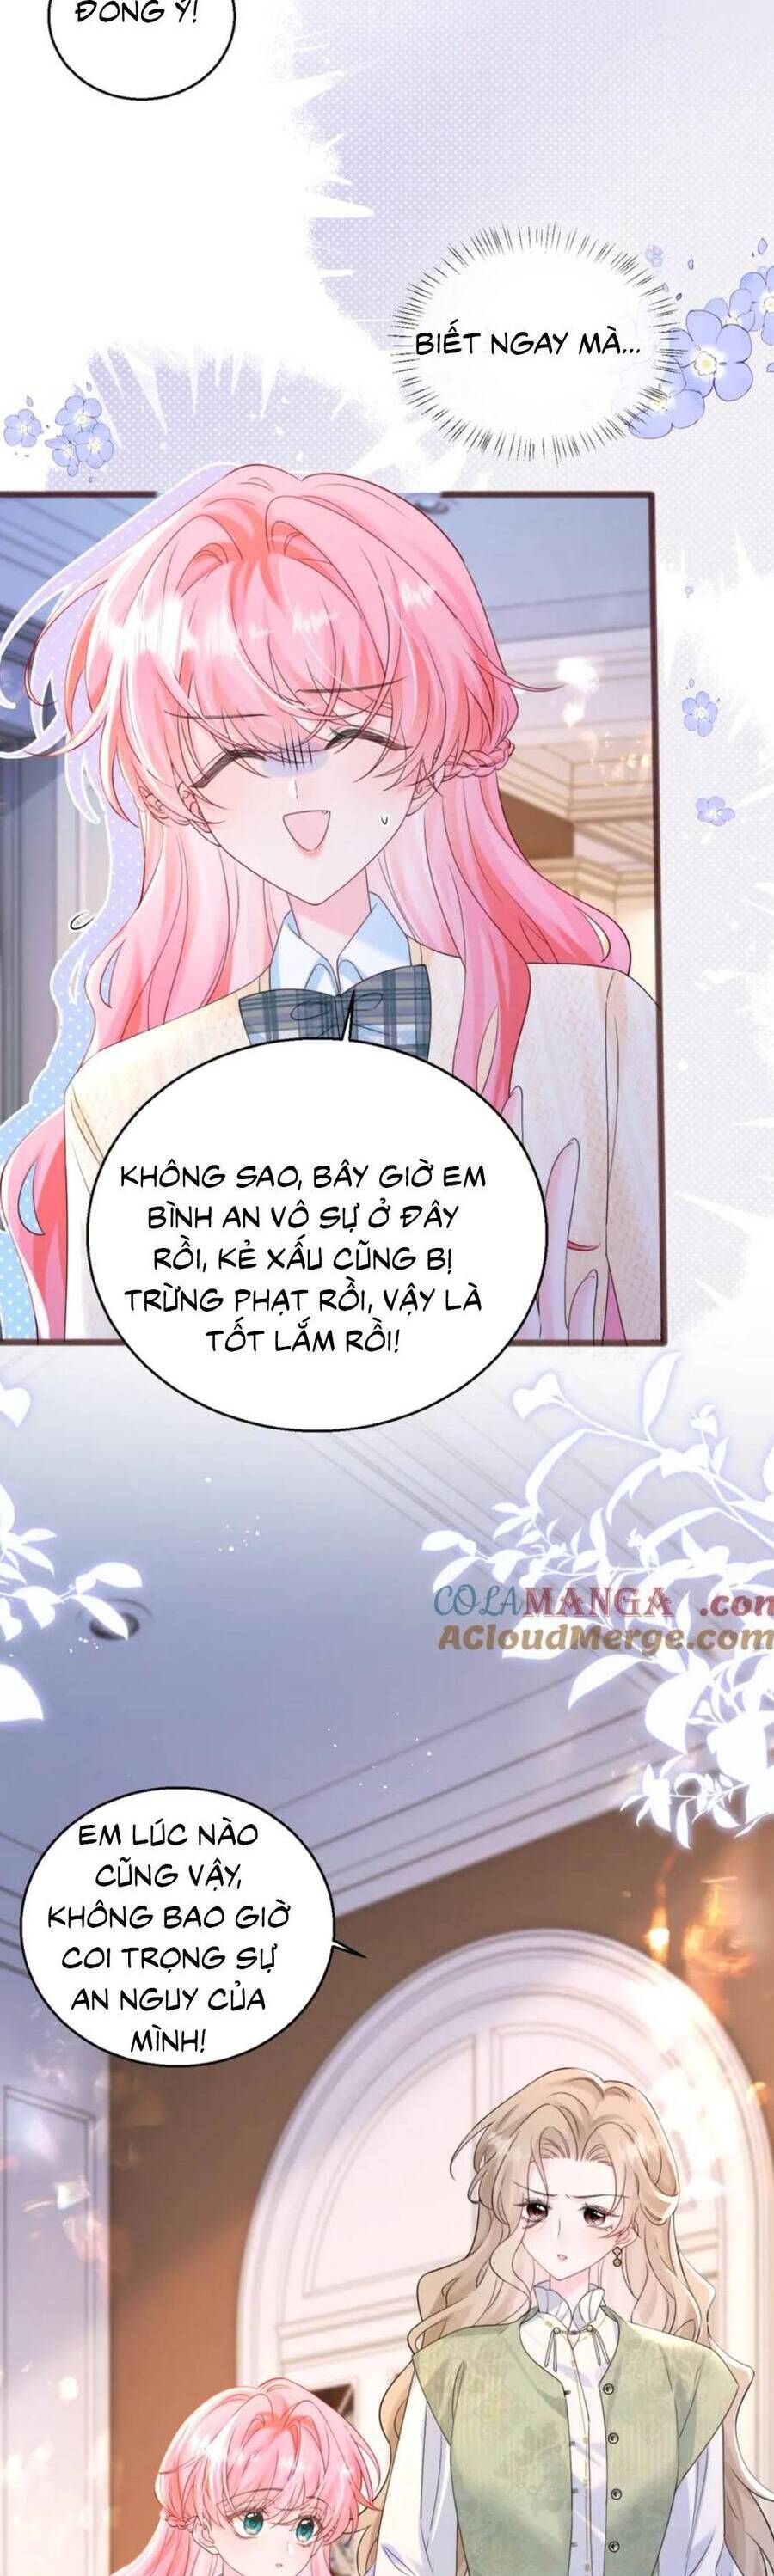 ĐỒNG Ý!
BIẾT NGAY MÀ...
KHÔNG SAO, BÂY GIỜ EM
BÌNH AN VÔ SỰ Ở ĐÂY
RỒI, KẺ XẤU CŨNG BỊ
TRỪNG PHẠT RỒI, VẬY LÀ
TỐT LẮM RỒI!
COLAMANGA .com
ACloudMerge.com
EM LÚC NÀO
CŨNG VẬY,
KHÔNG BAO GIỜ
COI TRỌNG SỰ
AN NGUY CỦA
MÌNH!